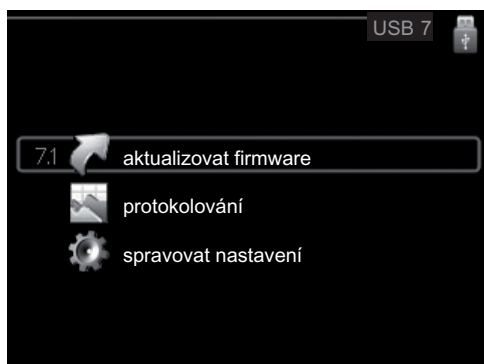 USB 7
7.1 aktualizovat firmware
protokolování
spravovat nastavení